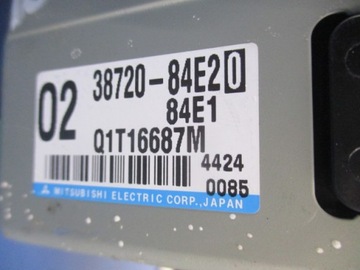 02
38720-84E20
84E1
Q1T16687M
4424
0085
MITSUBISHI ELECTRIC CORP., JAPAN